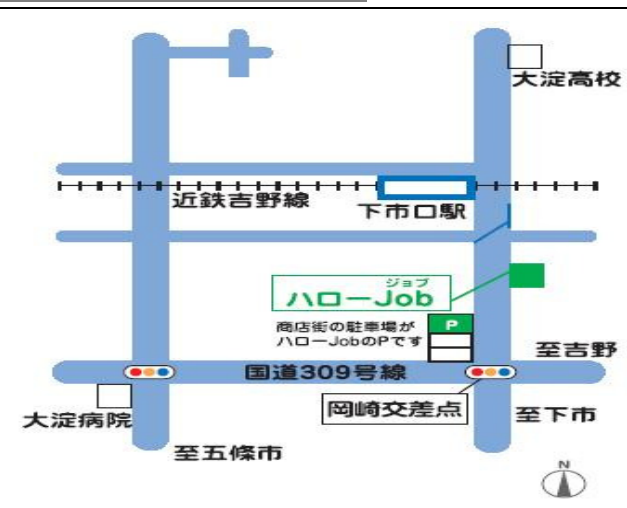 大淀高校
近鉄吉野線
下市口駅
ジョブ
ハローJob
商店街の駐車場が
ハローJobのPです
P
至吉野
国道309号線
岡崎交差点
大淀病院
至下市
至五條市
N